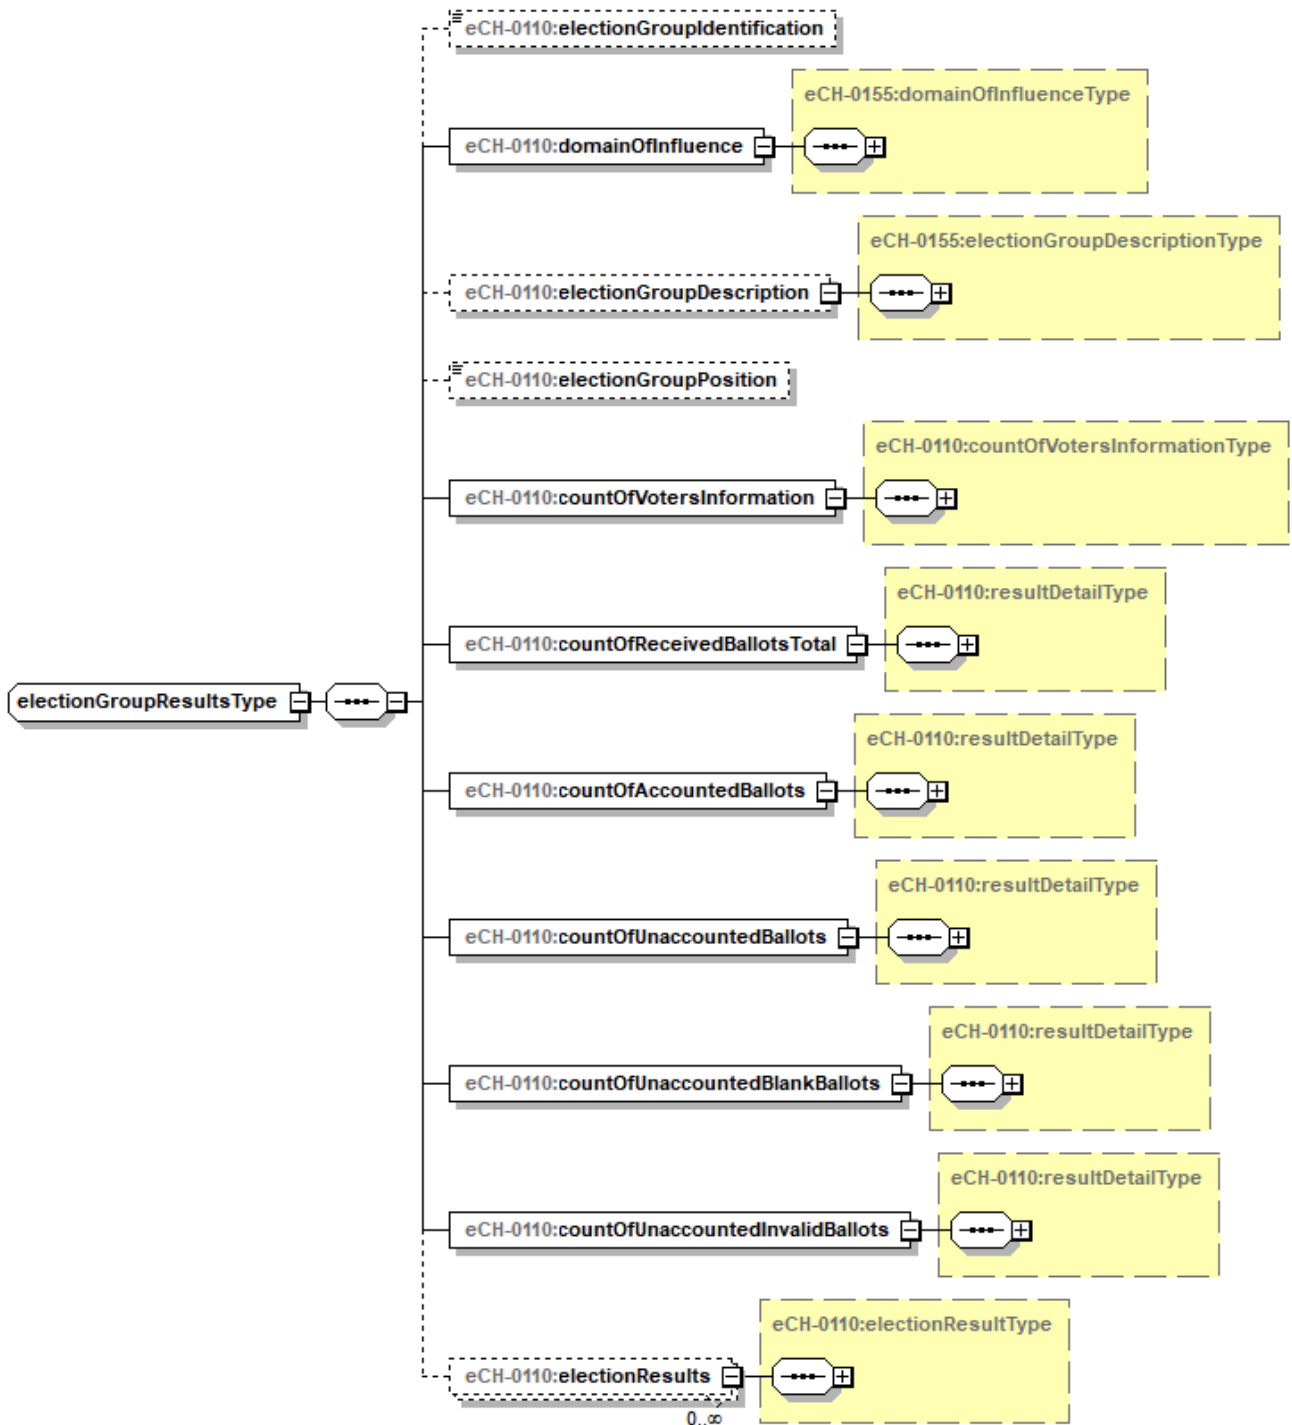 eCH-0110:electionGroupIdentification
eCH-0155:domainOfInfluenceType
eCH-0110:domainOfInfluence
eCH-0155:electionGroupDescriptionType
eCH-0110:electionGroupDescription
eCH-0110:electionGroupPosition
eCH-0110:countOfVotersInformationType
eCH-0110:countOfVotersInformation
eCH-0110:resultDetailType
eCH-0110:countOfReceivedBallotsTotal
electionGroupResultsType
eCH-0110:resultDetailType
eCH-0110:countOfAccountedBallots
eCH-0110:resultDetailType
eCH-0110:countOfUnaccountedBallots
eCH-0110:resultDetailType
eCH-0110:countOfUnaccountedBlankBallots
eCH-0110:resultDetailType
eCH-0110:countOfUnaccountedInvalidBallots
eCH-0110:electionResultType
eCH-0110:electionResults
0..∞